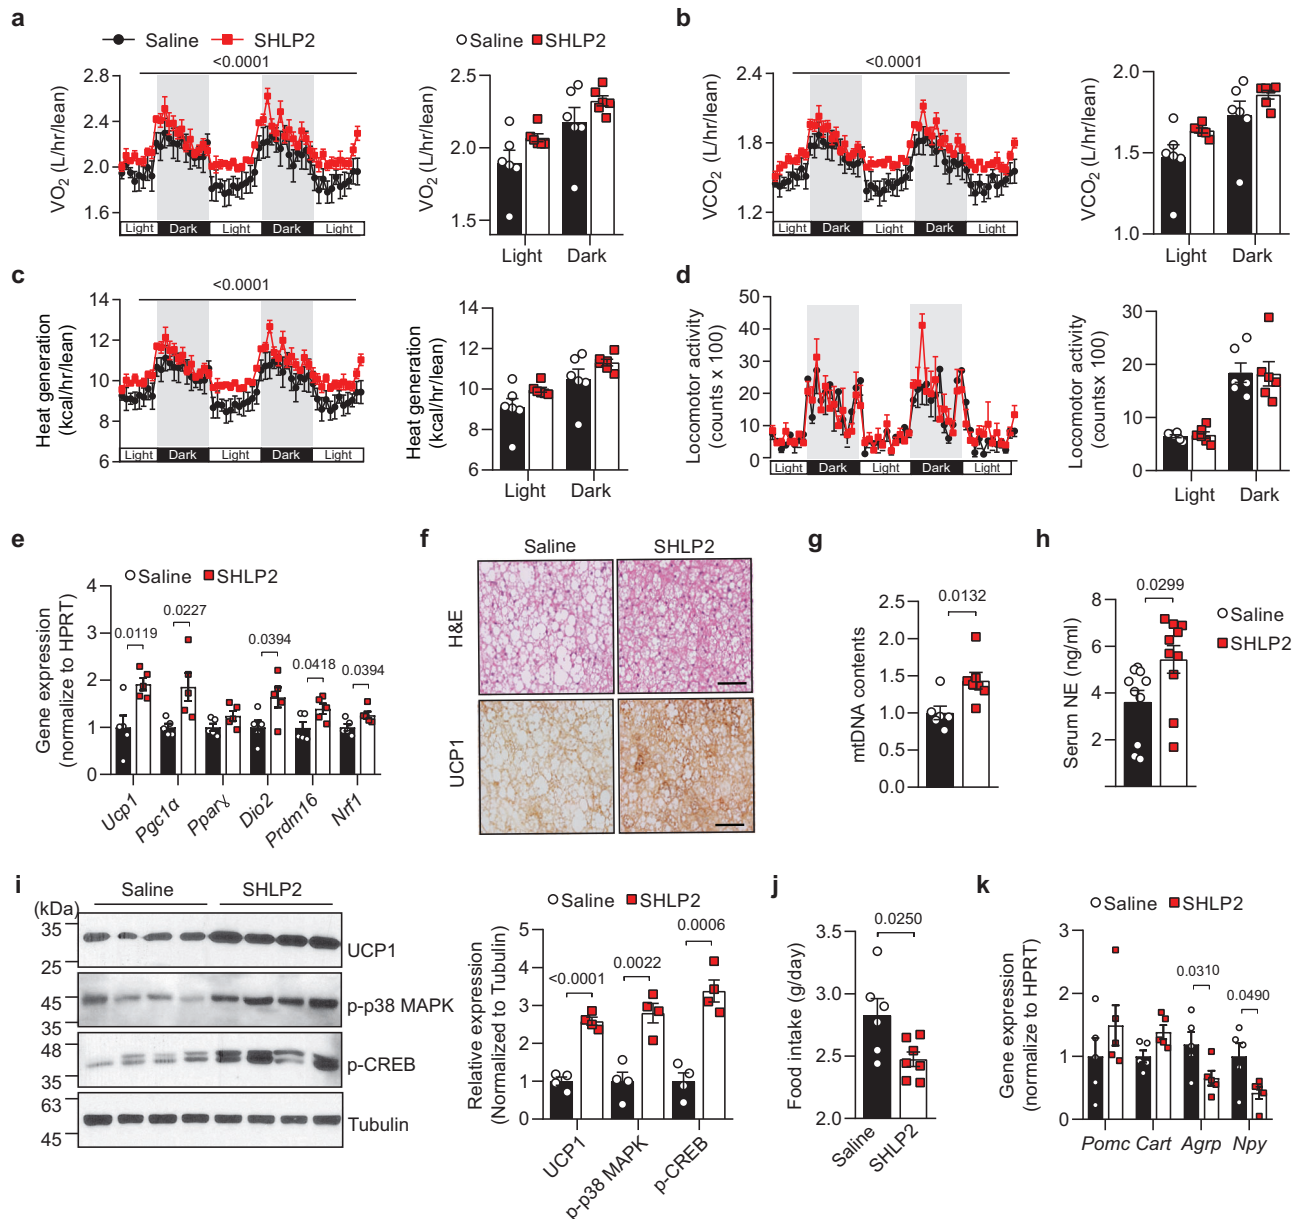 a
Saline SHLP2
<0.0001
2.8
2.4
2.0
1.6
VO2 (L/hr/lean)
Light Dark Light Dark Light
Saline SHLP2
2.5
2.0
1.5
VO2 (L/hr/lean)
Light Dark
b
<0.0001
2.4
1.8
1.2
VCO2 (L/hr/lean)
Light Dark Light Dark Light
2.0
1.5
1.0
VCO2 (L/hr/lean)
Light Dark
c
<0.0001
14
12
10
8
6
Heat generation
(kcal/hr/lean)
Light Dark Light Dark Light
14
12
10
8
6
Heat generation
(kcal/hr/lean)
Light Dark
d
50
40
30
20
10
0
Locomotor activity
(counts x 100)
Light Dark Light Dark Light
30
20
10
0
Locomotor activity
(countsx 100)
Light Dark
e
Saline SHLP2
4
3
2
1
0
Gene expression
(normalize to HPRT)
0.0119
0.0227
0.0394
0.0418
0.0394
Ucp1 Pgc1α Pparɣ Dio2 Prdm16 Nrf1
f
Saline SHLP2
H&E
UCP1
g
0.0132
2.5
2.0
1.5
1.0
0.5
0.0
mtDNA contents
h
0.0299
8
6
4
2
Serum NE (ng/ml)
Saline
SHLP2
i
Saline SHLP2
(kDa)
35
25
UCP1
45
35
p-p38 MAPK
48
35
p-CREB
63
45
Tubulin
Saline SHLP2
5
4
3
2
1
0
Relative expression
(Normalized to Tubulin)
<0.0001
0.0022
0.0006
UCP1 p-p38 MAPK p-CREB
j
0.0250
3.5
3.0
2.5
2.0
Food intake (g/day)
Saline SHLP2
k
Saline SHLP2
3
2
1
0
Gene expression
(normalize to HPRT)
0.0310
0.0490
Pomc Cart Agrp Npy